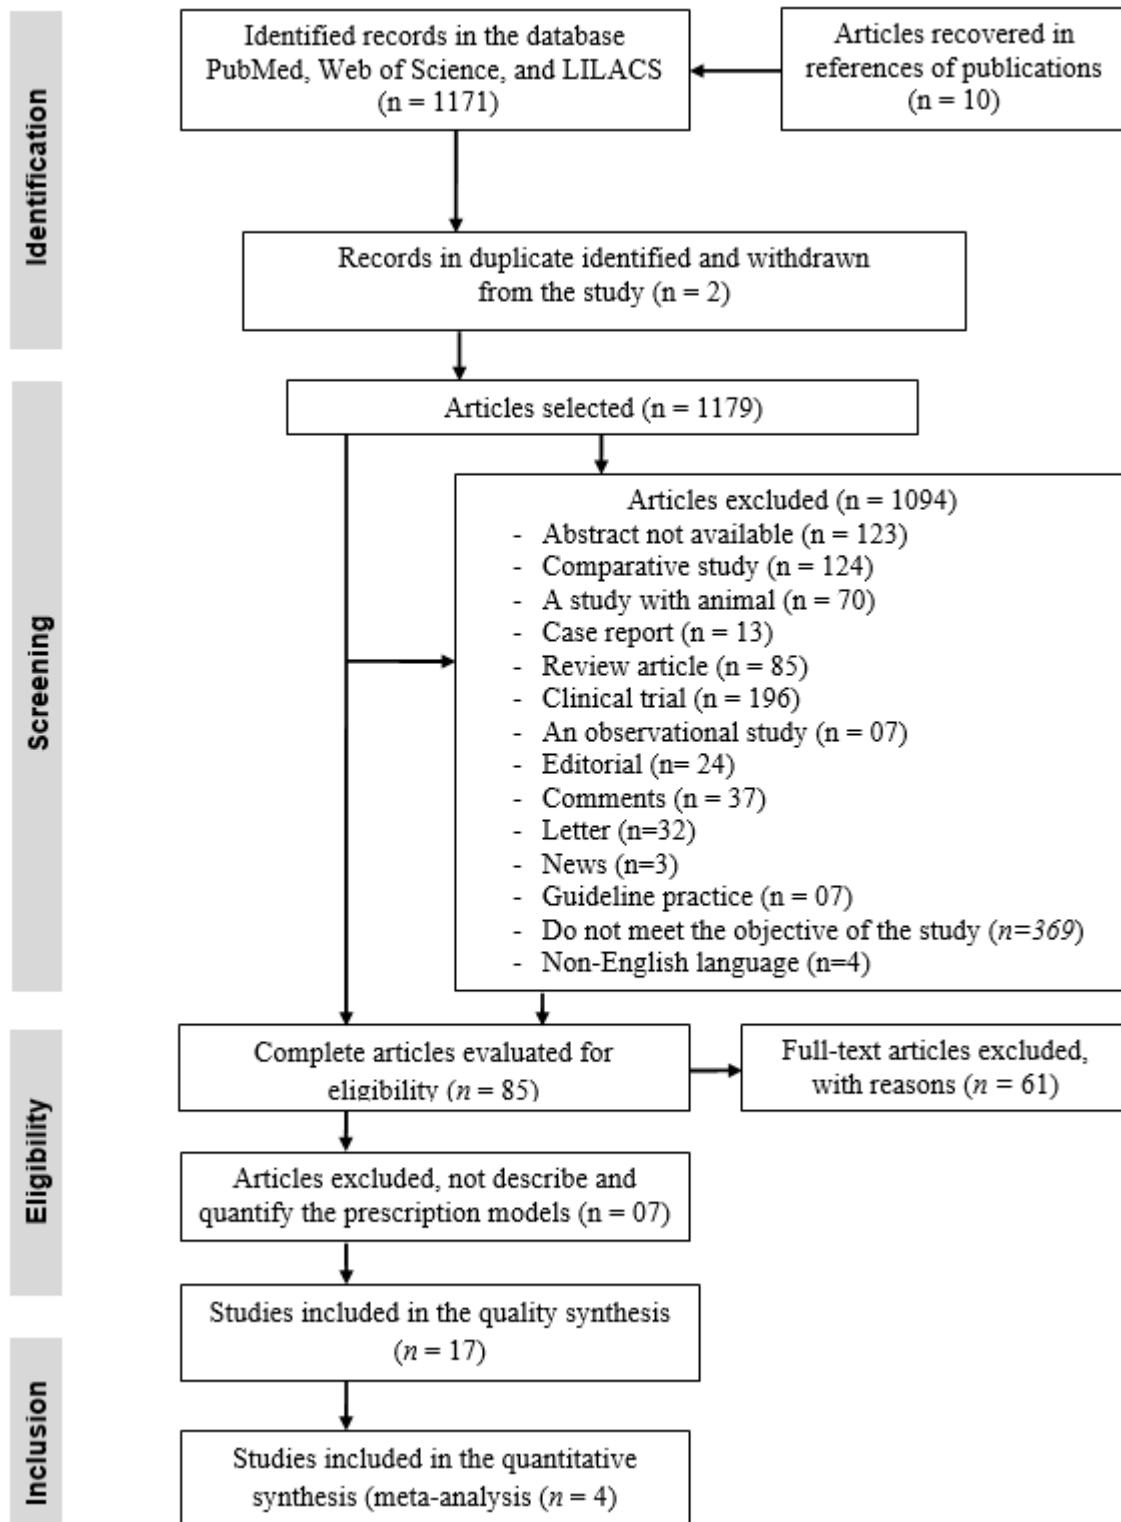 Identification
Identified records in the database
PubMed, Web of Science, and LILACS
(n = 1171)
Articles recovered in
references of publications
(n = 10)
Records in duplicate identified and withdrawn
from the study (n = 2)
Screening
Articles selected (n = 1179)
Articles excluded (n = 1094)
- Abstract not available (n = 123)
- Comparative study (n = 124)
- A study with animal (n = 70)
- Case report (n = 13)
- Review article (n = 85)
- Clinical trial (n = 196)
- An observational study (n = 07)
- Editorial (n= 24)
- Comments (n = 37)
- Letter (n=32)
- News (n=3)
- Guideline practice (n = 07)
- Do not meet the objective of the study (n=369)
- Non-English language (n=4)
Eligibility
Complete articles evaluated for
eligibility (n = 85)
Full-text articles excluded,
with reasons (n = 61)
Articles excluded, not describe and
quantify the prescription models (n = 07)
Studies included in the quality synthesis
(n = 17)
Inclusion
Studies included in the quantitative
synthesis (meta-analysis (n = 4)